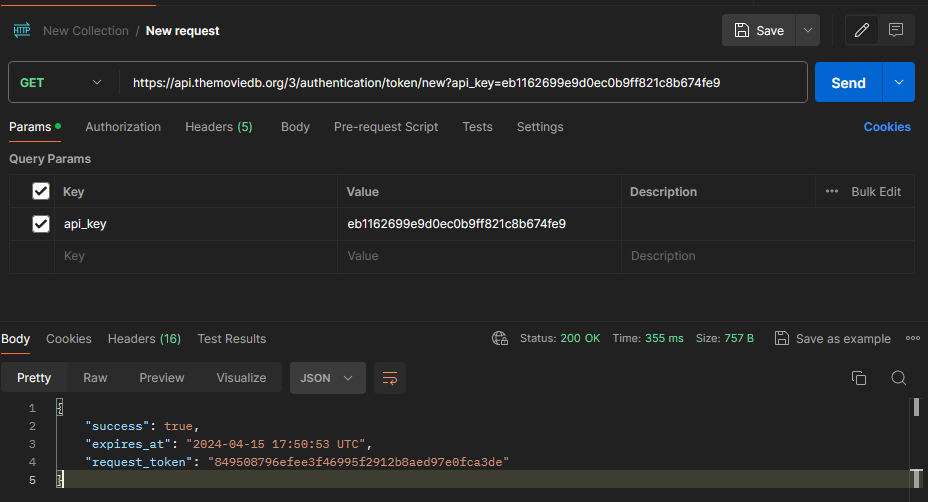 HTTP New Collection / New request Save
GET https://api.themoviedb.org/3/authentication/token/new?api_key=eb1162699e9d0ec0b9ff821c8b674fe9 Send
Params Authorization Headers (5) Body Pre-request Script Tests Settings Cookies
Query Params
Key Value Description ••• Bulk Edit
api_key eb1162699e9d0ec0b9ff821c8b674fe9
Key Value Description
Body Cookies Headers (16) Test Results Status: 200 OK Time: 355 ms Size: 757 B Save as example •••
Pretty Raw Preview Visualize JSON
1 {
2 "success": true,
3 "expires_at": "2024-04-15 17:50:53 UTC",
4 "request_token": "849508796efee3f46995f2912b8aed97e0fca3de"
5 }